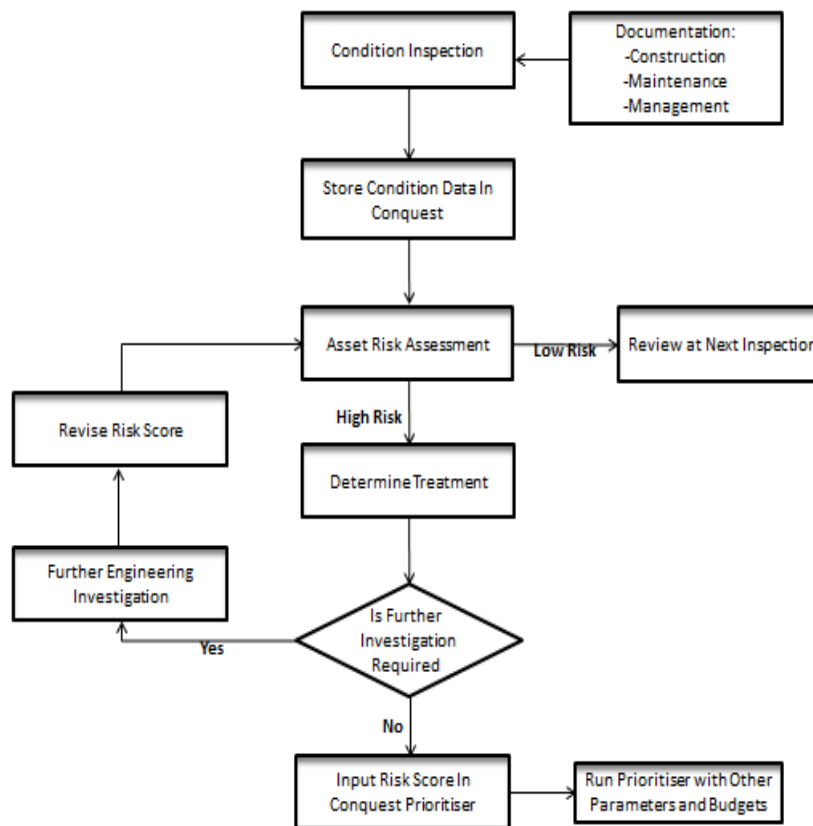 Condition Inspection
Documentation:
-Construction
-Maintenance
-Management
Store Condition Data In
Conquest
Asset Risk Assessment
Low Risk
Review at Next Inspection
High Risk
Revise Risk Score
Determine Treatment
Further Engineering
Investigation
Is Further
Investigation
Required
Yes
No
Input Risk Score In
Conquest Prioritiser
Run Prioritiser with Other
Parameters and Budgets